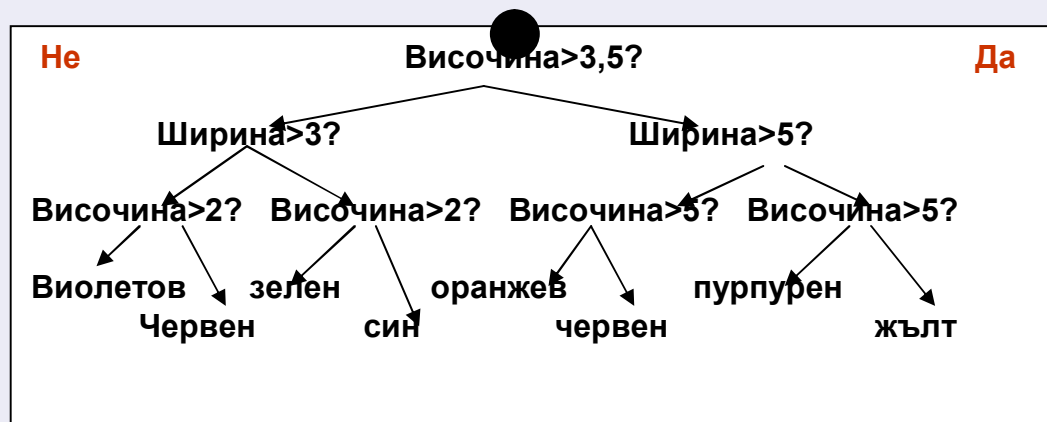 Не Височина>3,5? Да
Ширина>3? Ширина>5?
Височина>2? Височина>2? Височина>5? Височина>5?
Виолетов зелен оранжев пурпурен
Червен син червен жълт